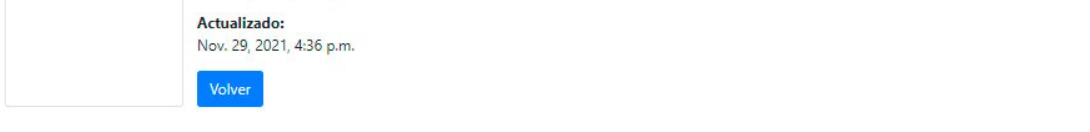 Actualizado:
Nov. 29, 2021, 4:36 p.m.
Volver